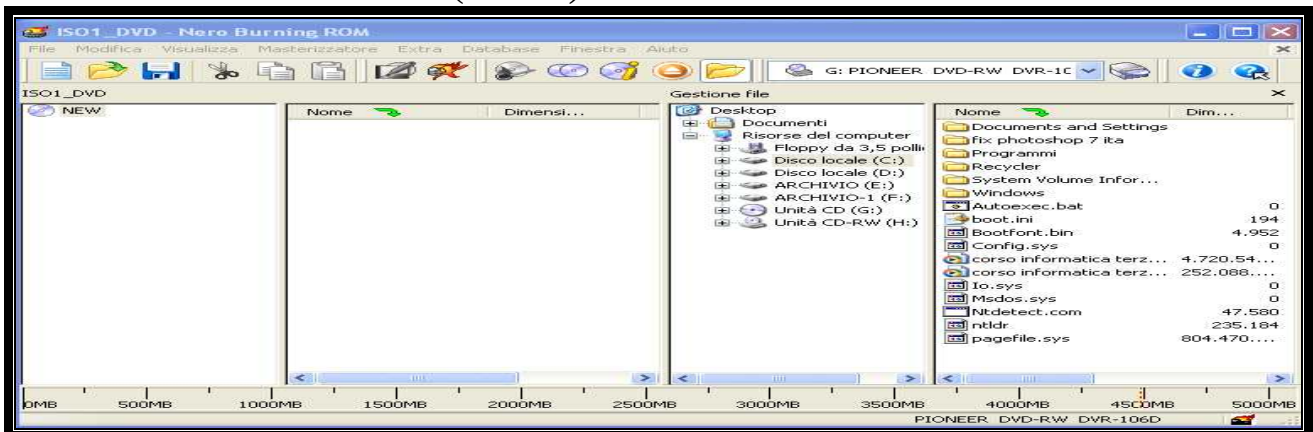 ISO1_DVD - Nero Burning ROM
File Modifica Visualizza Masterizzatore Extra Database Finestra Aiuto
G: PIONEER DVD-RW DVR-1C
ISO1_DVD
Gestione file
NEW
Nome Dimensi...
Desktop
Documenti
Risorse del computer
Floppy da 3,5 polli
Disco locale (C:)
Disco locale (D:)
ARCHIVIO (E:)
ARCHIVIO-1 (F:)
Unità CD (G:)
Unità CD-RW (H:)
Nome Dim...
Documents and Settings
fix photoshop 7 ita
Programmi
Recycler
System Volume Infor...
Windows
Autoexec.bat 0
boot.ini 194
Bootfont.bin 4.952
Config.sys 0
corso informatica terz... 4.720.54...
corso informatica terz... 252.088....
Io.sys 0
Msdos.sys 0
Ntdetect.com 47.580
ntldr 235.184
pagefile.sys 804.470....
0MB 500MB 1000MB 1500MB 2000MB 2500MB 3000MB 3500MB 4000MB 4500MB 5000MB
PIONEER DVD-RW DVR-106D